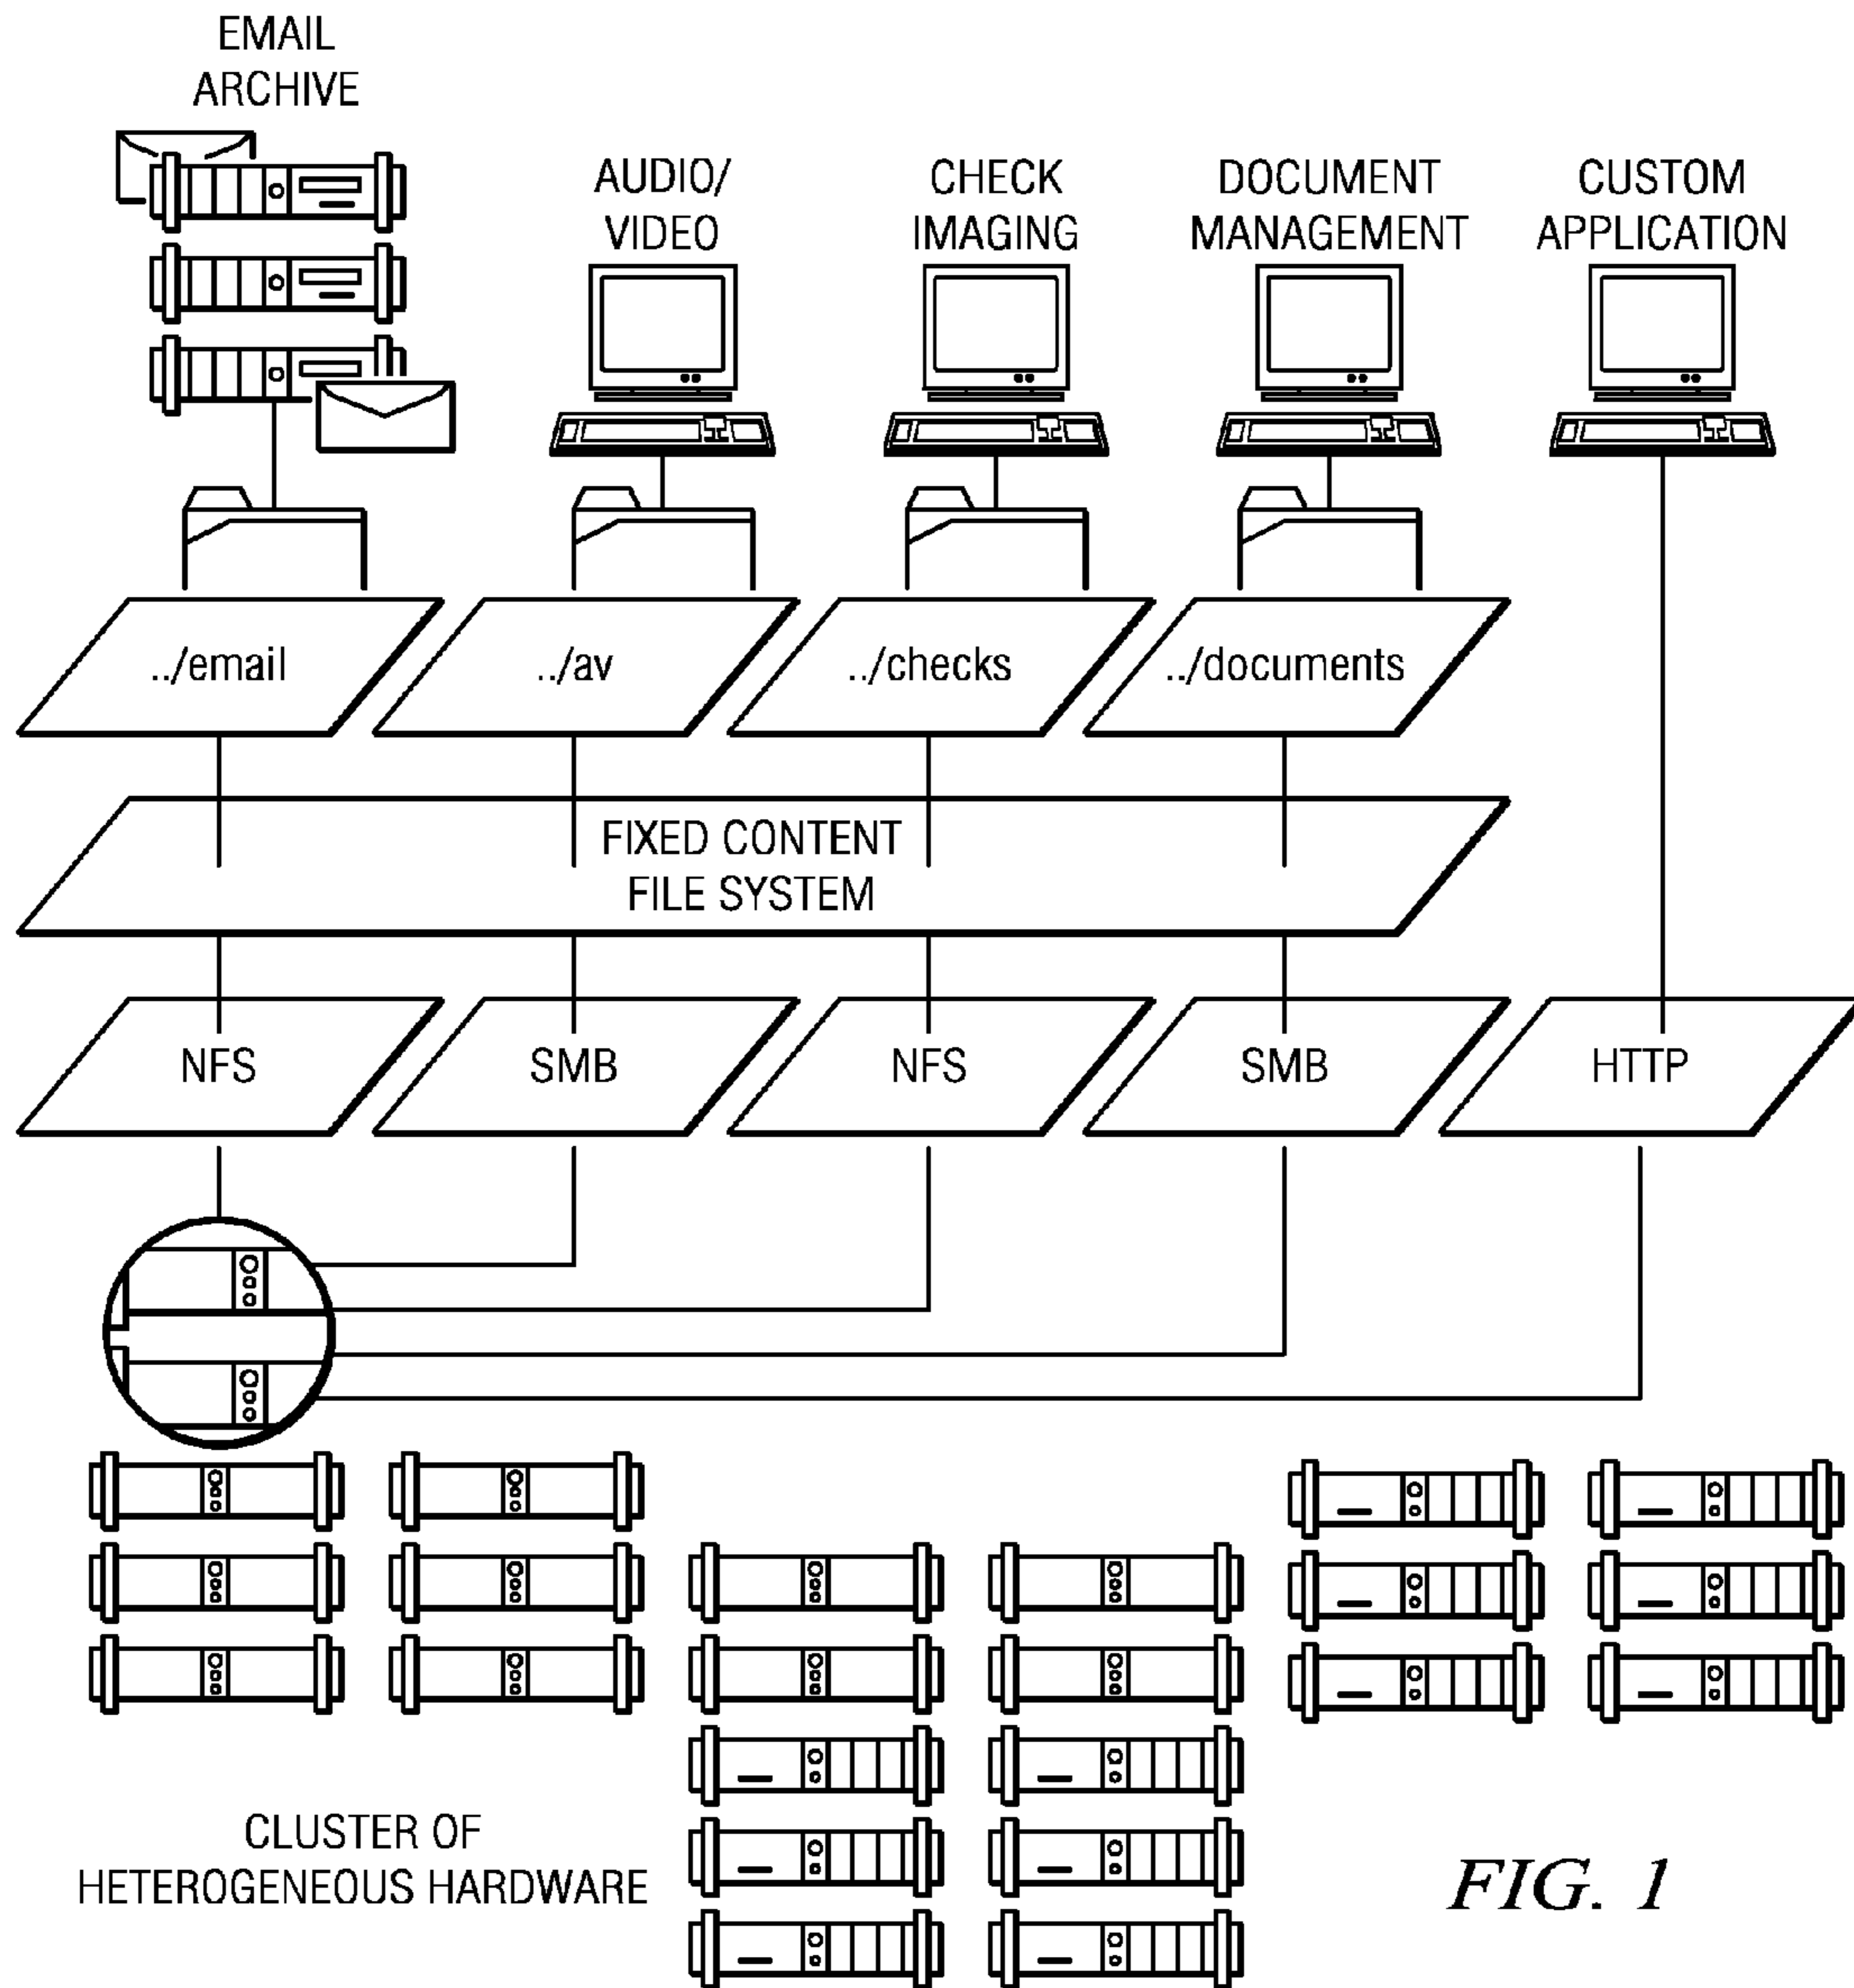 EMAIL
ARCHIVE
AUDIO/
VIDEO
CHECK
IMAGING
DOCUMENT
MANAGEMENT
CUSTOM
APPLICATION
../email
../av
../checks
../documents
FIXED CONTENT
FILE SYSTEM
NFS
SMB
NFS
SMB
HTTP
CLUSTER OF
HETEROGENEOUS HARDWARE
FIG. 1